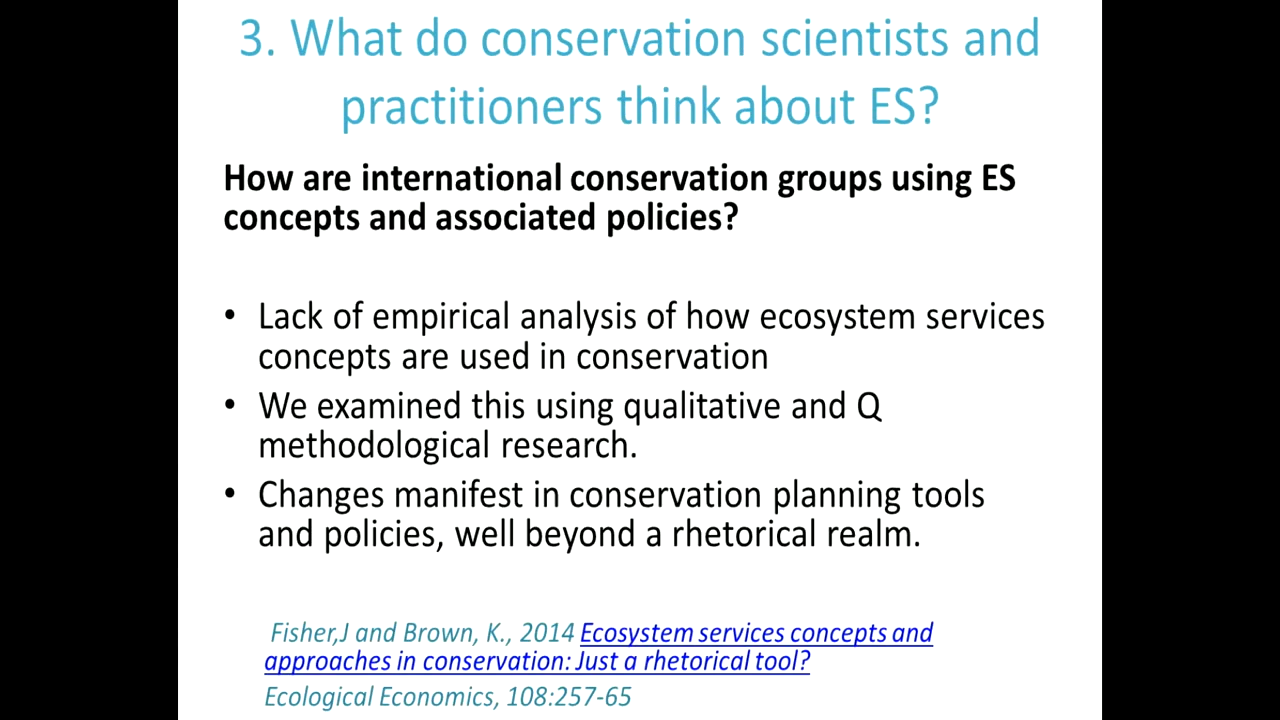 3. What do conservation scientists and
practitioners think about ES?
How are international conservation groups using ES
concepts and associated policies?
• Lack of empirical analysis of how ecosystem services
concepts are used in conservation
• We examined this using qualitative and Q
methodological research.
• Changes manifest in conservation planning tools
and policies, well beyond a rhetorical realm.
Fisher,J and Brown, K., 2014 Ecosystem services concepts and
approaches in conservation: Just a rhetorical tool?
Ecological Economics, 108:257-65